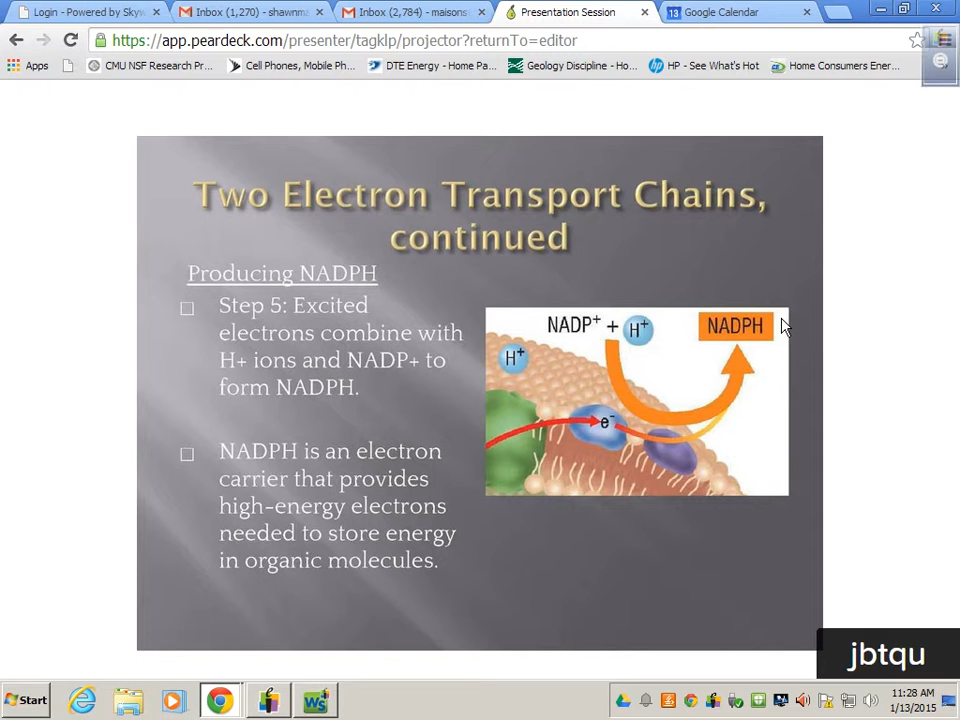 Login - Powered by Skyw
Inbox (1,270) - shawnm
Inbox (2,784) - maisons
Presentation Session
Google Calendar
https://app.peardeck.com/presenter/tagklp/projector?returnTo=editor
Apps
CMU NSF Research Pr...
Cell Phones, Mobile Ph...
DTE Energy - Home Pa...
Geology Discipline - Ho...
HP - See What's Hot
Home Consumers Ener...
Two Electron Transport Chains,
continued
Producing NADPH
Step 5: Excited
electrons combine with
H+ ions and NADP+ to
form NADPH.
NADPH is an electron
carrier that provides
high-energy electrons
needed to store energy
in organic molecules.
NADP+ + H+
NADPH
H+
e-
jbtqu
Start
11:28 AM
1/13/2015